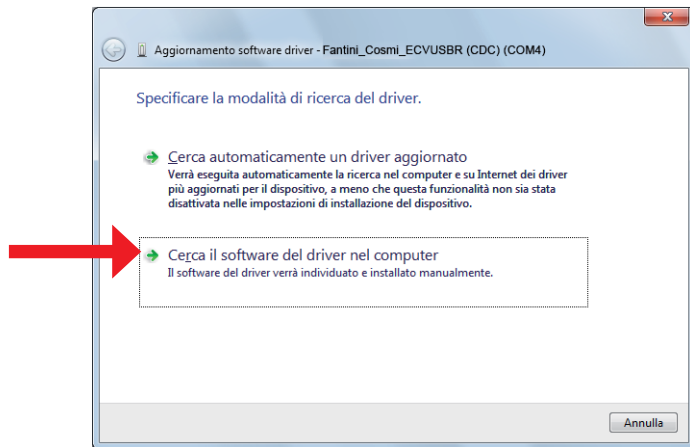 Aggiornamento software driver - Fantini_Cosmi_ECVUSBR (CDC) (COM4)
Specificare la modalità di ricerca del driver.
Cerca automaticamente un driver aggiornato
Verrà eseguita automaticamente la ricerca nel computer e su Internet dei driver
più aggiornati per il dispositivo, a meno che questa funzionalità non sia stata
disattivata nelle impostazioni di installazione del dispositivo.
Cerca il software del driver nel computer
Il software del driver verrà individuato e installato manualmente.
Annulla